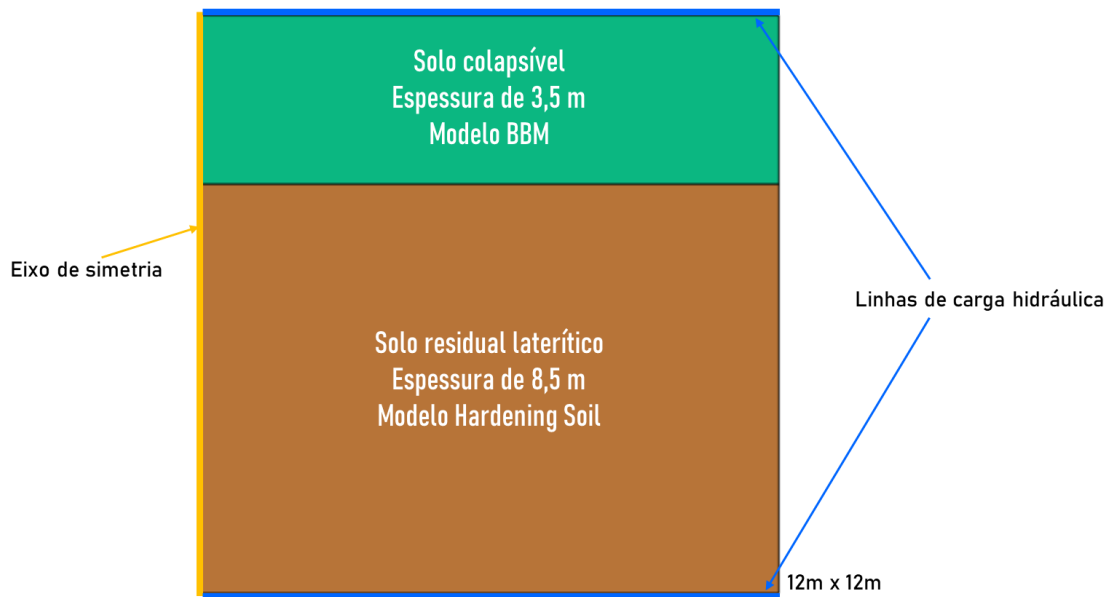 Solo colapsível
Espessura de 3,5 m
Modelo BBM
Eixo de simetria
Linhas de carga hidráulica
Solo residual laterítico
Espessura de 8,5 m
Modelo Hardening Soil
12m x 12m